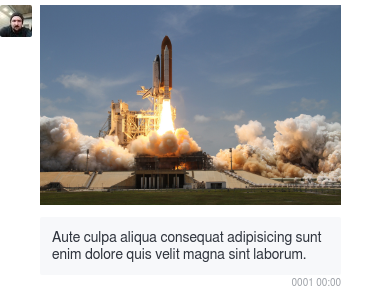 Aute culpa aliqua consequat adipisicing sunt
enim dolore quis velit magna sint laborum.
0001 00:00